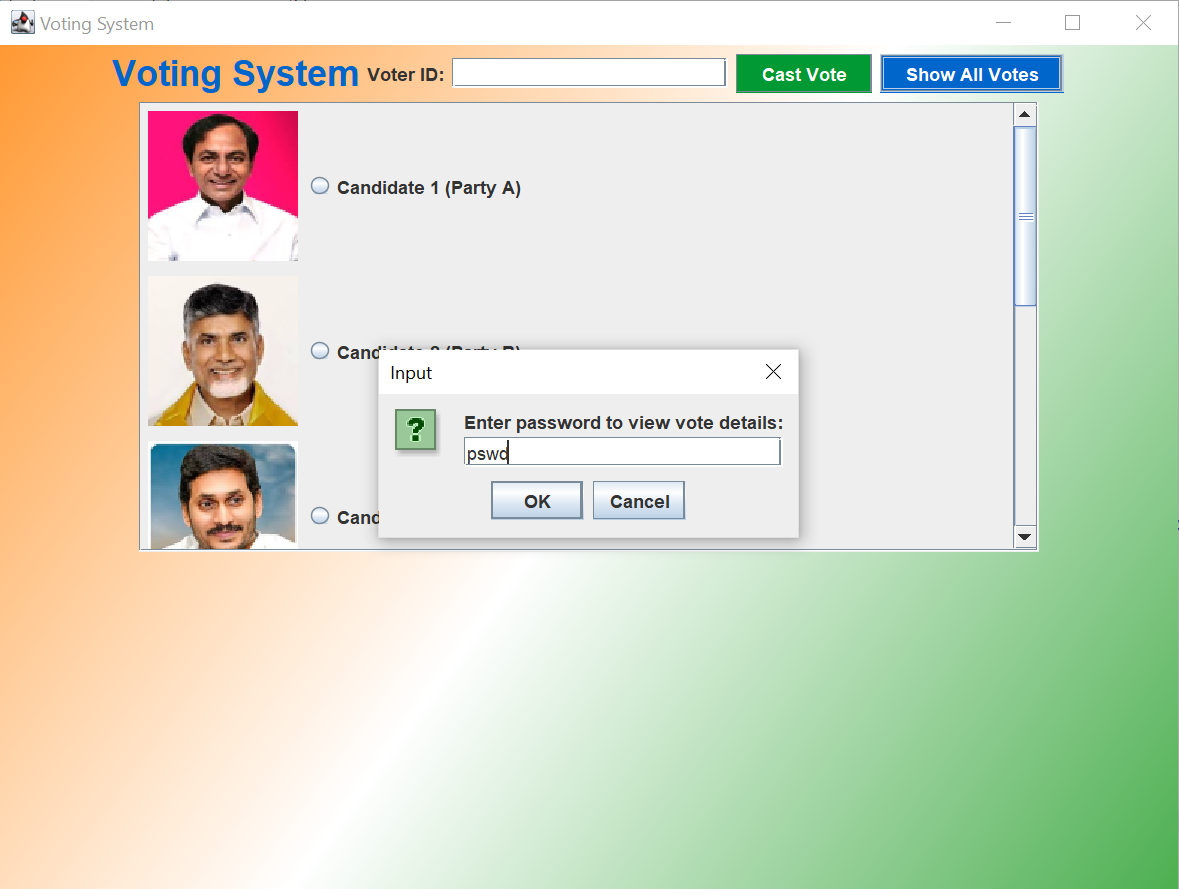 Voting System
Voting System Voter ID: Cast Vote Show All Votes
Candidate 1 (Party A)
Input
Enter password to view vote details:
pswd
OK Cancel